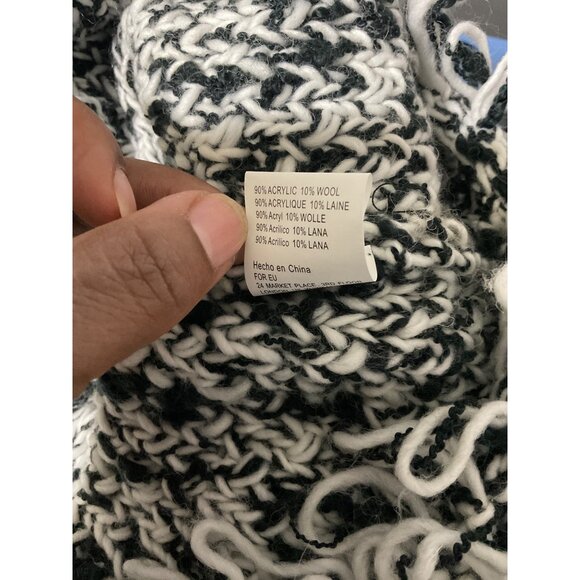 90% ACRYLIC 10% WOOL
90% ACRYLIQUE 10% LAINE
90% Acryl 10% WOLLE
90% Acrilico 10% LANA
90% Acrilico 10% LANA
Hecho en China
FOR EU
24 MARKET PLACE, 3RD FLOOR
LONDON